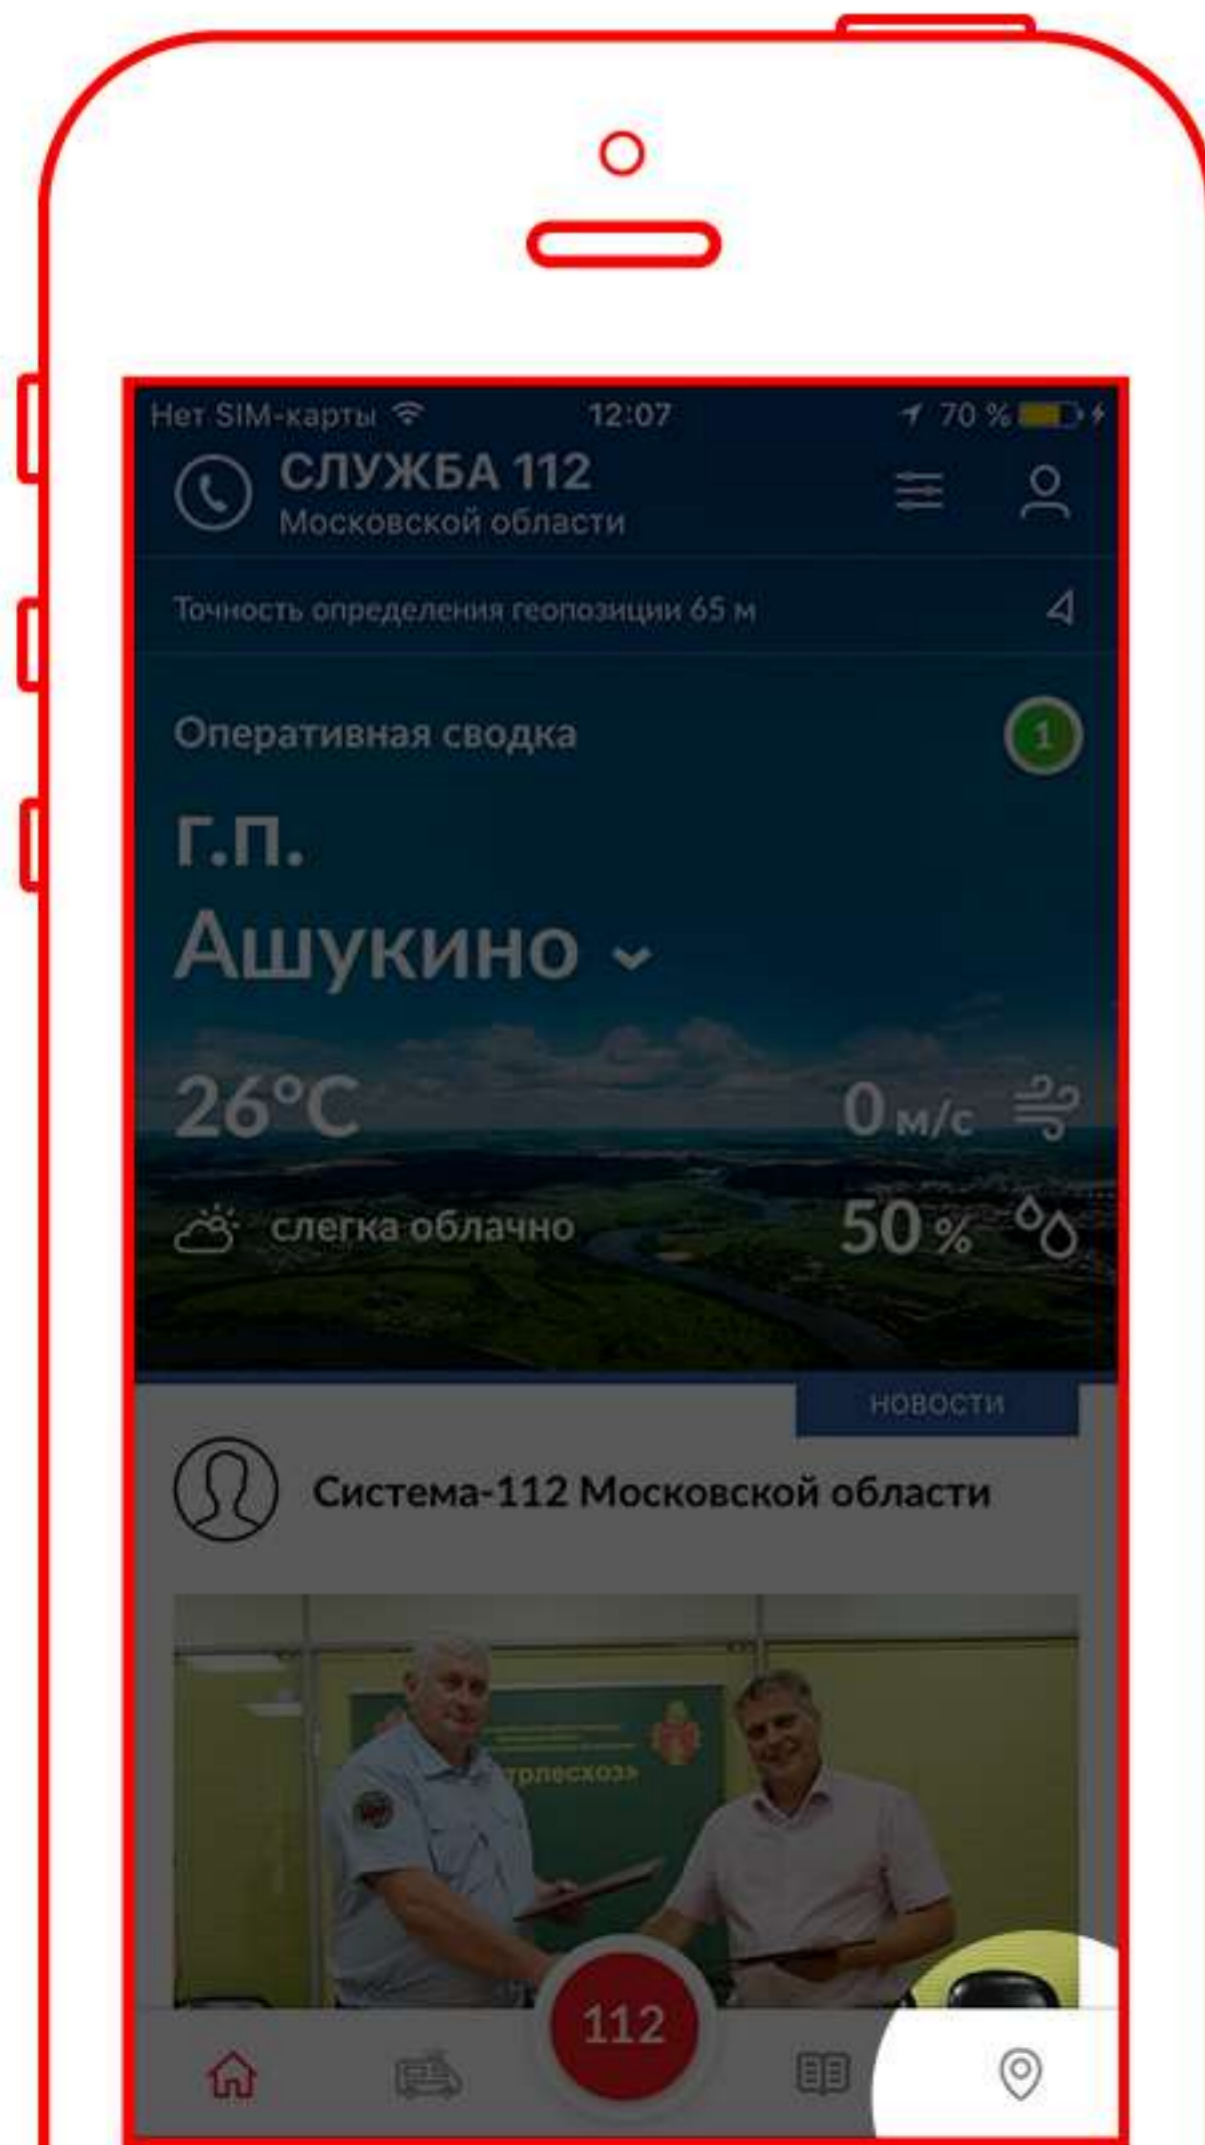 Нет SIM-карты 12:07 70 %
СЛУЖБА 112
Московской области
Точность определения геопозиции 65 м
Оперативная сводка 1
Г.П.
Ашукино
26°C 0 м/с
слегка облачно 50 %
НОВОСТИ
Система-112 Московской области
трлесхоз»
112